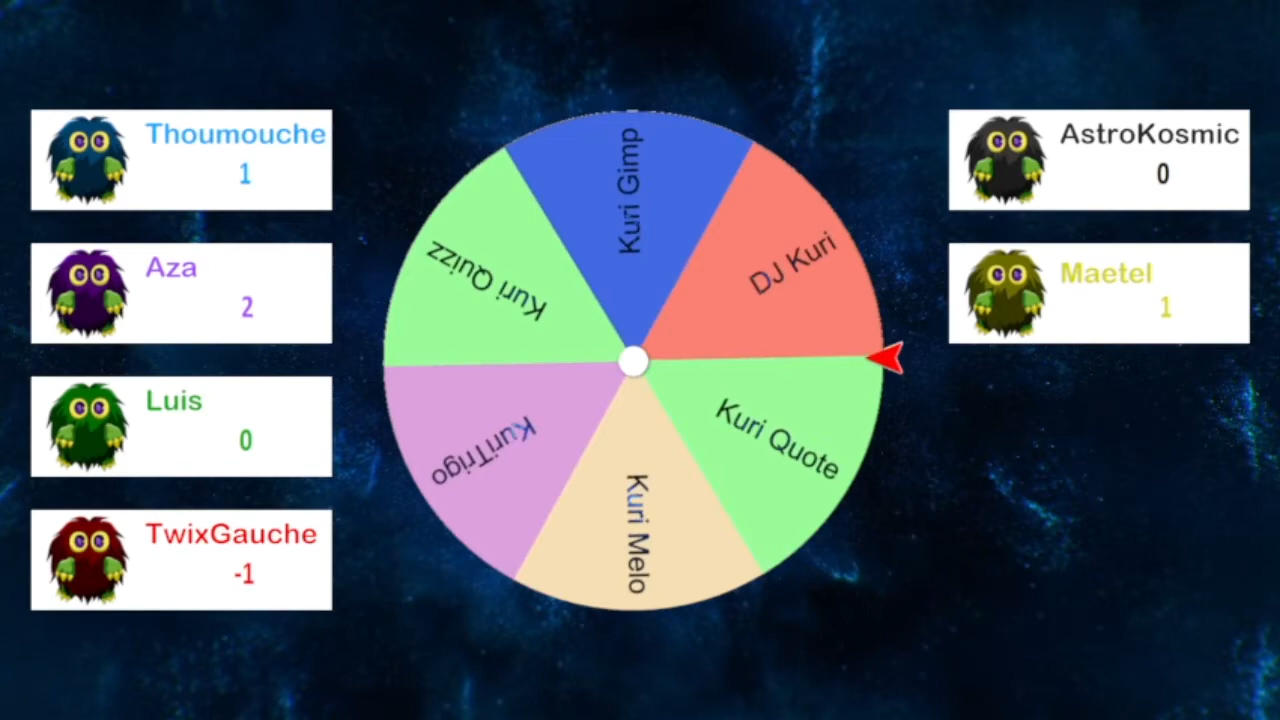 Thoumouche
1
Aza
2
Luis
0
TwixGauche
-1
Kuri Gimp
DJ Kuri
Kuri Quote
Kuri Melo
KuriTrigo
Kuri Quizz
AstroKosmic
0
Maetel
1